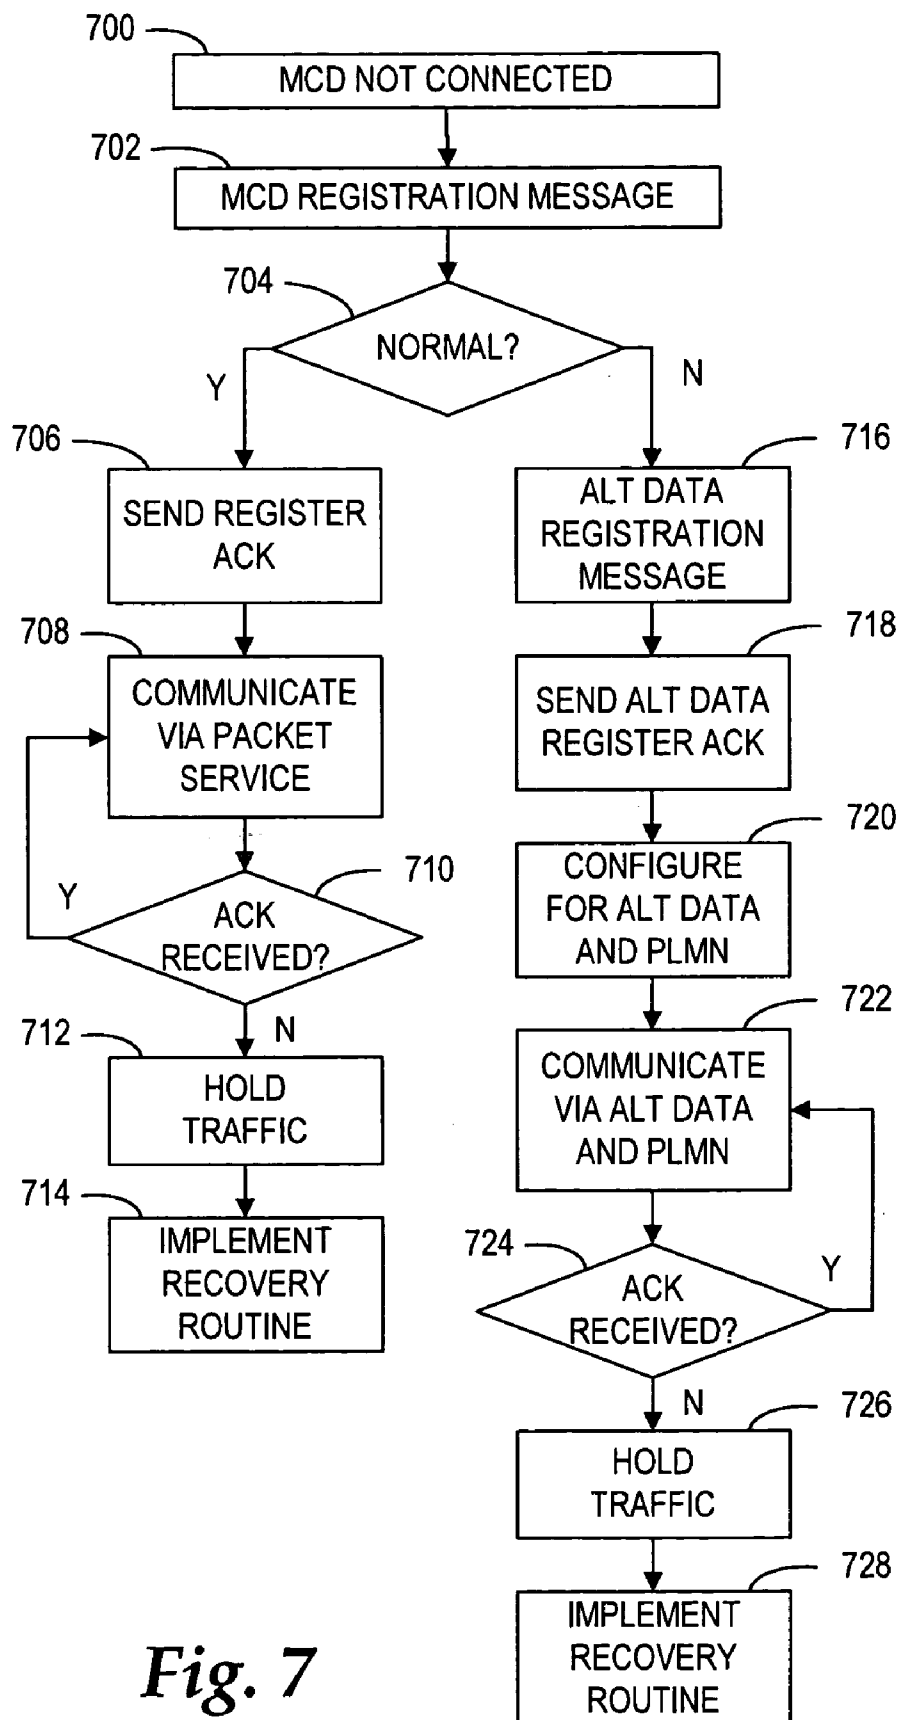 700
MCD NOT CONNECTED
702
MCD REGISTRATION MESSAGE
704
NORMAL?
Y
N
706
SEND REGISTER
ACK
708
COMMUNICATE
VIA PACKET
SERVICE
710
Y
ACK
RECEIVED?
N
712
HOLD
TRAFFIC
714
IMPLEMENT
RECOVERY
ROUTINE
716
ALT DATA
REGISTRATION
MESSAGE
718
SEND ALT DATA
REGISTER ACK
720
CONFIGURE
FOR ALT DATA
AND PLMN
722
COMMUNICATE
VIA ALT DATA
AND PLMN
724
Y
ACK
RECEIVED?
N
726
HOLD
TRAFFIC
728
IMPLEMENT
RECOVERY
ROUTINE
Fig. 7